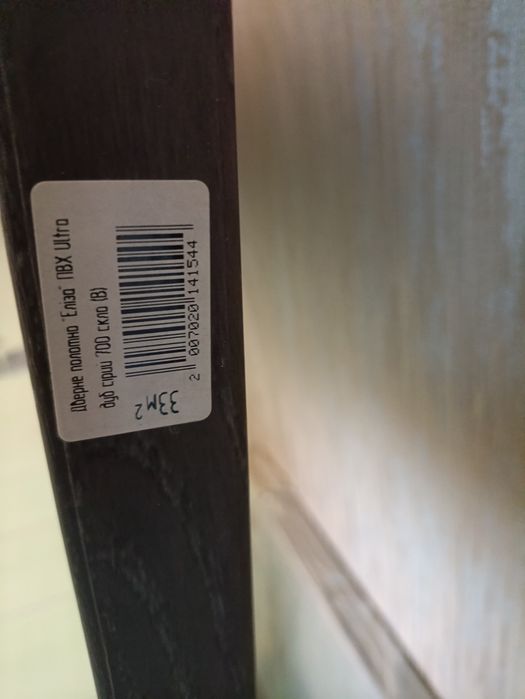 Дверне полотно "Еліза" ПВХ Ultra
дуб сірий 700 скло (В)
2 007020 141544
33м2